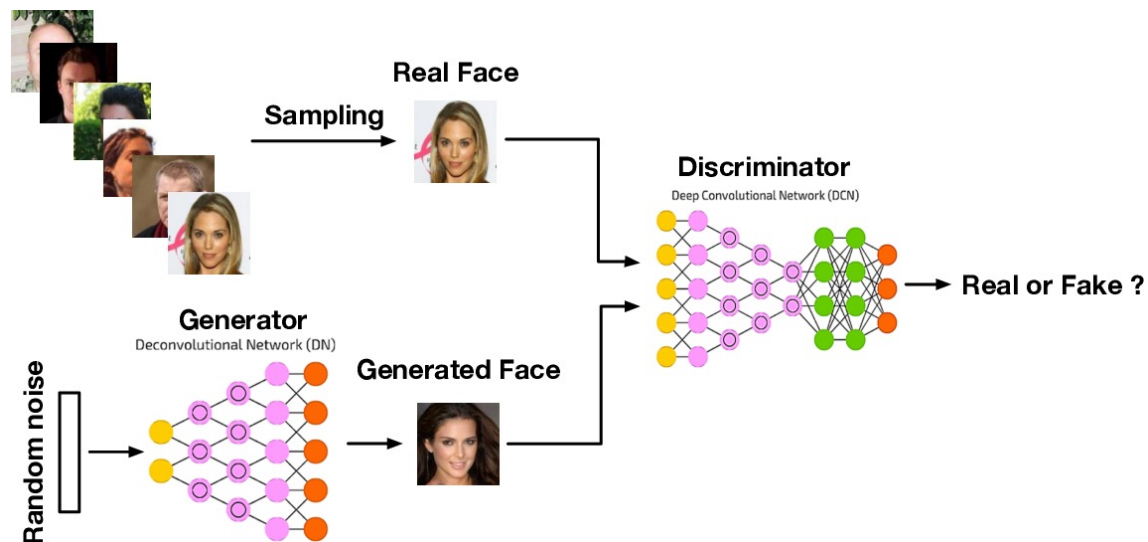 Real Face
Sampling
Discriminator
Deep Convolutional Network (DCN)
Real or Fake ?
Generator
Deconvolutional Network (DN)
Generated Face
Random noise